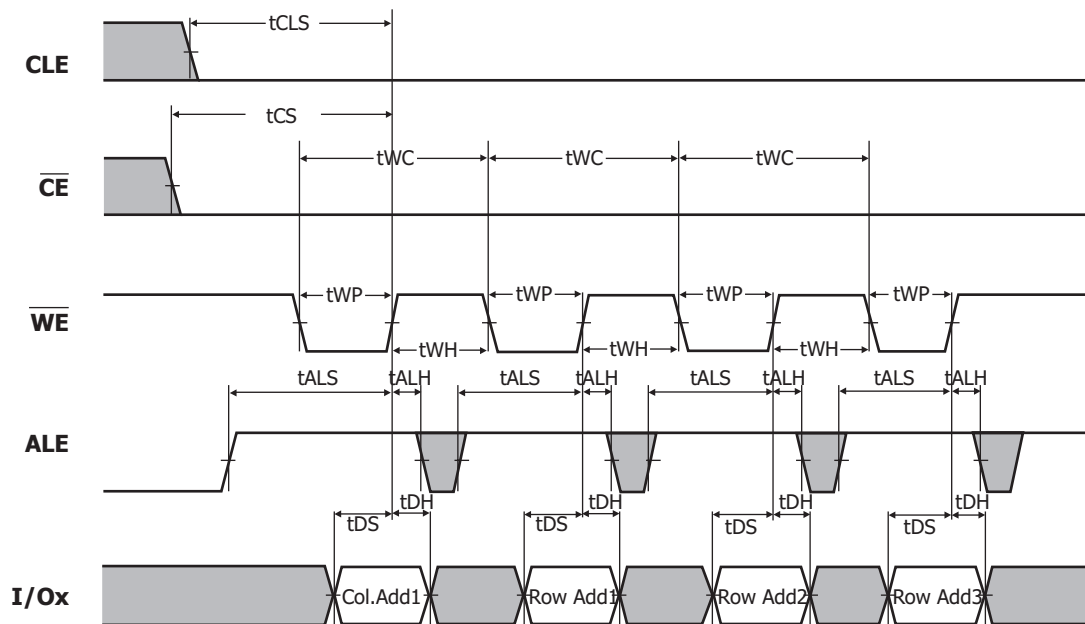 tCLS
CLE
tCS
tWC tWC tWC
CE
tWP tWP tWP tWP
WE
tWH tWH tWH
tALS tALH tALS tALH tALS tALH tALS tALH
ALE
tDH tDH tDH tDH
tDS tDS tDS tDS
I/Ox Col.Add1 Row Add1 Row Add2 Row Add3